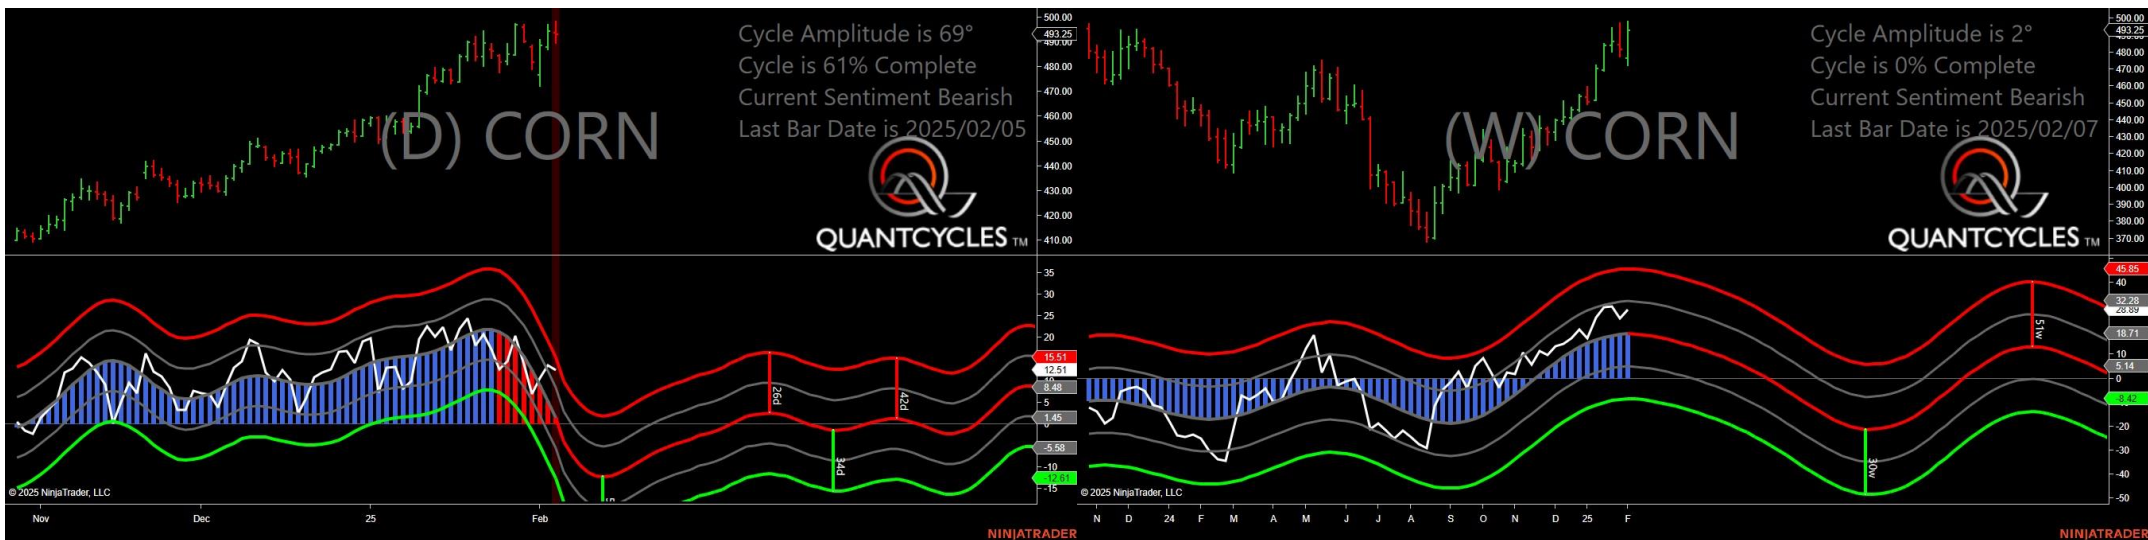 Cycle Amplitude is 69°
Cycle is 61% Complete
Current Sentiment Bearish
Last Bar Date is 2025/02/05
(D) CORN
QUANTCYCLES TM
500.00
493.25
490.00
480.00
470.00
460.00
450.00
440.00
430.00
420.00
410.00
35
30
25
20
15.51
12.51
8.48
5
1.45
0
-5.58
-10
-12.61
-15
26d
42d
34d
© 2025 NinjaTrader, LLC
Nov Dec 25 Feb
NINJATRADER
Cycle Amplitude is 2°
Cycle is 0% Complete
Current Sentiment Bearish
Last Bar Date is 2025/02/07
(W) CORN
QUANTCYCLES TM
500.00
493.25
480.00
470.00
460.00
450.00
440.00
430.00
420.00
410.00
400.00
390.00
380.00
370.00
45.85
40
32.28
28.89
18.71
10
5.14
0
-8.42
-20
-30
-40
-50
51w
30w
© 2025 NinjaTrader, LLC
N D 24 F M A M J J A S O N D 25 F
NINJATRADER